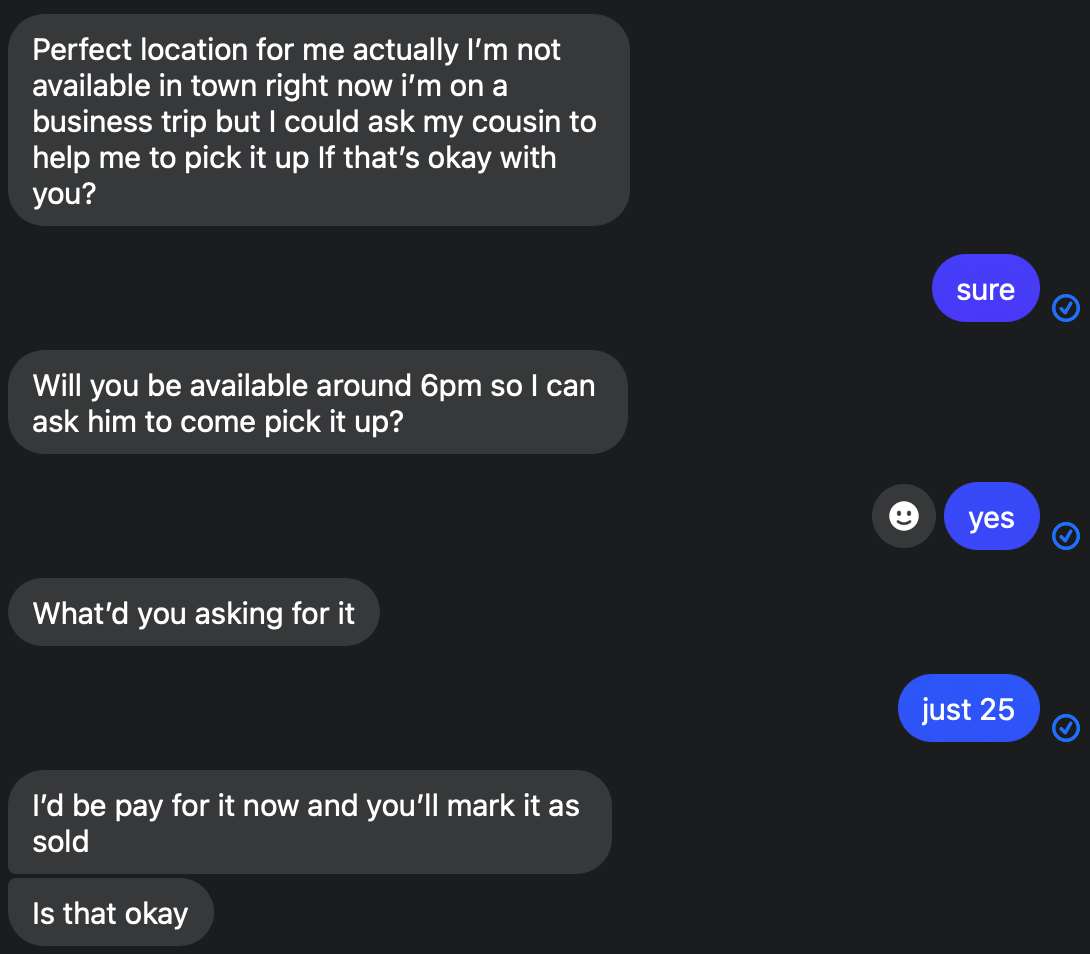 Perfect location for me actually I’m not
available in town right now i’m on a
business trip but I could ask my cousin to
help me to pick it up If that’s okay with
you?
sure
Will you be available around 6pm so I can
ask him to come pick it up?
yes
What’d you asking for it
just 25
I’d be pay for it now and you’ll mark it as
sold
Is that okay